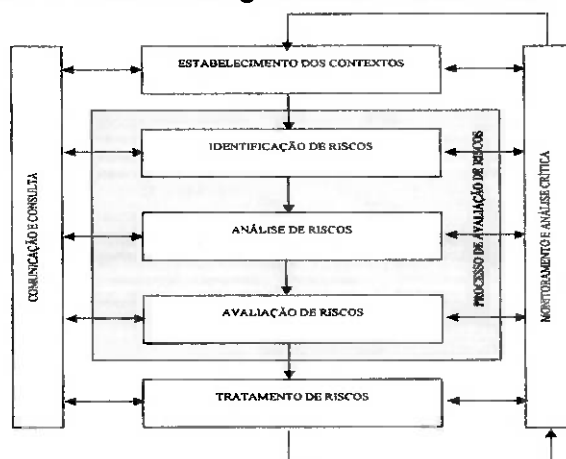 ESTABELECIMENTO DOS CONTEXTOS
IDENTIFICAÇÃO DE RISCOS
ANÁLISE DE RISCOS
AVALIAÇÃO DE RISCOS
TRATAMENTO DE RISCOS
COMUNICAÇÃO E CONSULTA
PROCESSO DE AVALIAÇÃO DE RISCOS
MONITORAMENTO E ANÁLISE CRÍTICA